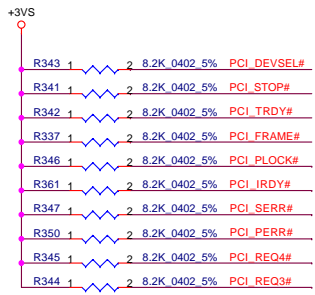 +3VS
R343 1 2 8.2K_0402_5% PCI_DEVSEL#
R341 1 2 8.2K_0402_5% PCI_STOP#
R342 1 2 8.2K_0402_5% PCI_TRDY#
R337 1 2 8.2K_0402_5% PCI_FRAME#
R346 1 2 8.2K_0402_5% PCI_PLOCK#
R361 1 2 8.2K_0402_5% PCI_IRDY#
R347 1 2 8.2K_0402_5% PCI_SERR#
R350 1 2 8.2K_0402_5% PCI_PERR#
R345 1 2 8.2K_0402_5% PCI_REQ4#
R344 1 2 8.2K_0402_5% PCI_REQ3#